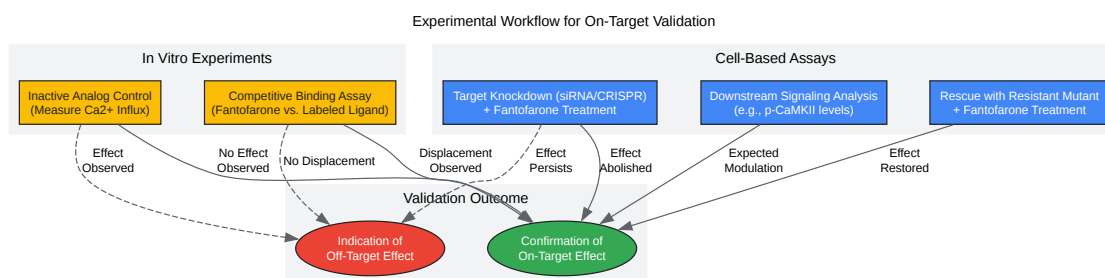 Experimental Workflow for On-Target Validation
In Vitro Experiments
Cell-Based Assays
Inactive Analog Control
(Measure Ca2+ Influx)
Competitive Binding Assay
(Fantofarone vs. Labeled Ligand)
Target Knockdown (siRNA/CRISPR)
+ Fantofarone Treatment
Downstream Signaling Analysis
(e.g., p-CaMKII levels)
Rescue with Resistant Mutant
+ Fantofarone Treatment
Effect
Observed
No Effect
Observed
No Displacement
Displacement
Observed
Effect
Persists
Effect
Abolished
Expected
Modulation
Effect
Restored
Validation Outcome
Indication of
Off-Target Effect
Confirmation of
On-Target Effect